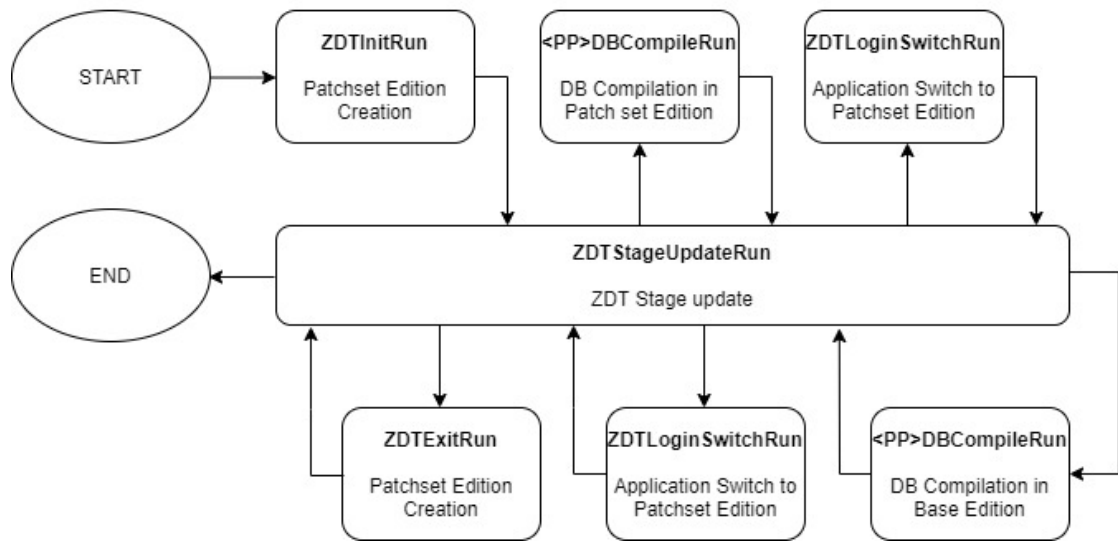 START
ZDTInitRun
Patchset Edition
Creation
<PP>DBCompileRun
DB Compilation in
Patch set Edition
ZDTLoginSwitchRun
Application Switch to
Patchset Edition
END
ZDTStageUpdateRun
ZDT Stage update
ZDTExitRun
Patchset Edition
Creation
ZDTLoginSwitchRun
Application Switch to
Patchset Edition
<PP>DBCompileRun
DB Compilation in
Base Edition